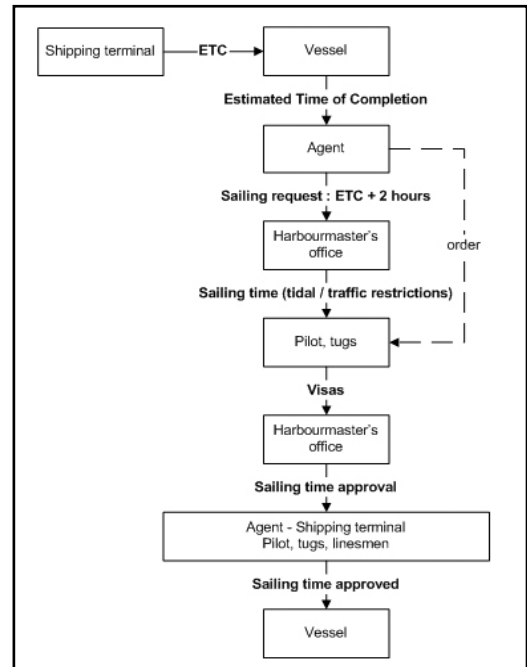 Shipping terminal
ETC
Vessel
Estimated Time of Completion
Agent
Sailing request : ETC + 2 hours
Harbourmaster's
office
order
Sailing time (tidal / traffic restrictions)
Pilot, tugs
Visas
Harbourmaster's
office
Sailing time approval
Agent - Shipping terminal
Pilot, tugs, linesmen
Sailing time approved
Vessel